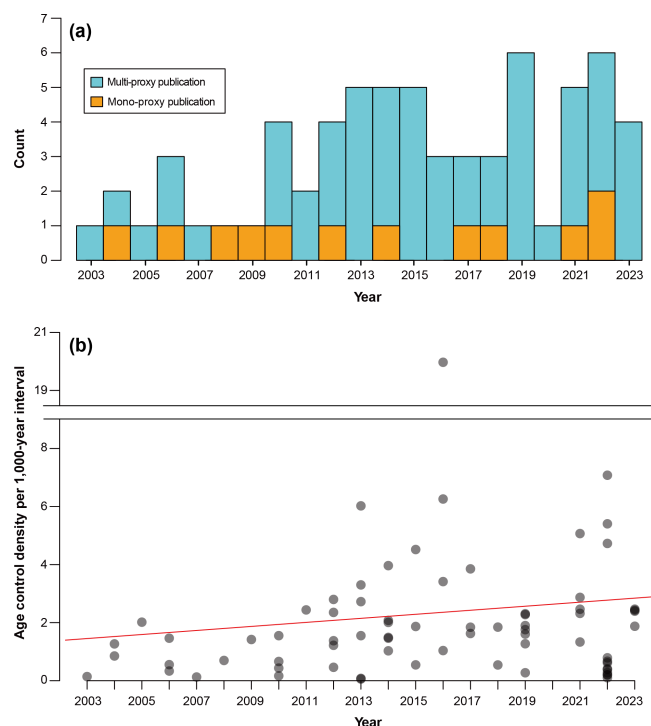 (a)
7
6
5
4
3
2
1
0
Count
Multi-proxy publication
Mono-proxy publication
2003 2005 2007 2009 2011 2013 2015 2017 2019 2021 2023
Year
(b)
21
19
8
6
4
2
0
Age control density per 1,000-year interval
2003 2005 2007 2009 2011 2013 2015 2017 2019 2021 2023
Year